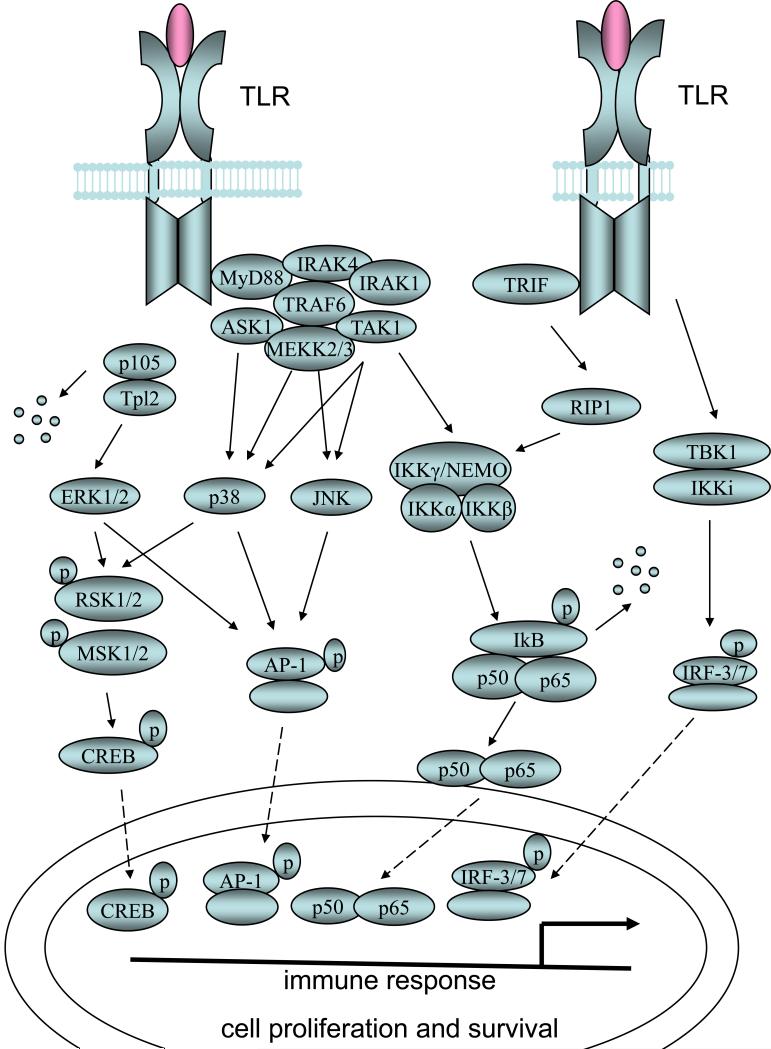 TLR
TLR
MyD88
IRAK4
IRAK1
TRAF6
ASK1
TAK1
MEKK2/3
TRIF
p105
Tpl2
RIP1
TBK1
IKKi
ERK1/2
p38
JNK
IKKγ/NEMO
IKKα
IKKβ
p
RSK1/2
p
MSK1/2
p
IkB
p50
p65
AP-1
p
p
IRF-3/7
p
CREB
p50
p65
p
CREB
p
AP-1
p50
p65
p
IRF-3/7
immune response
cell proliferation and survival